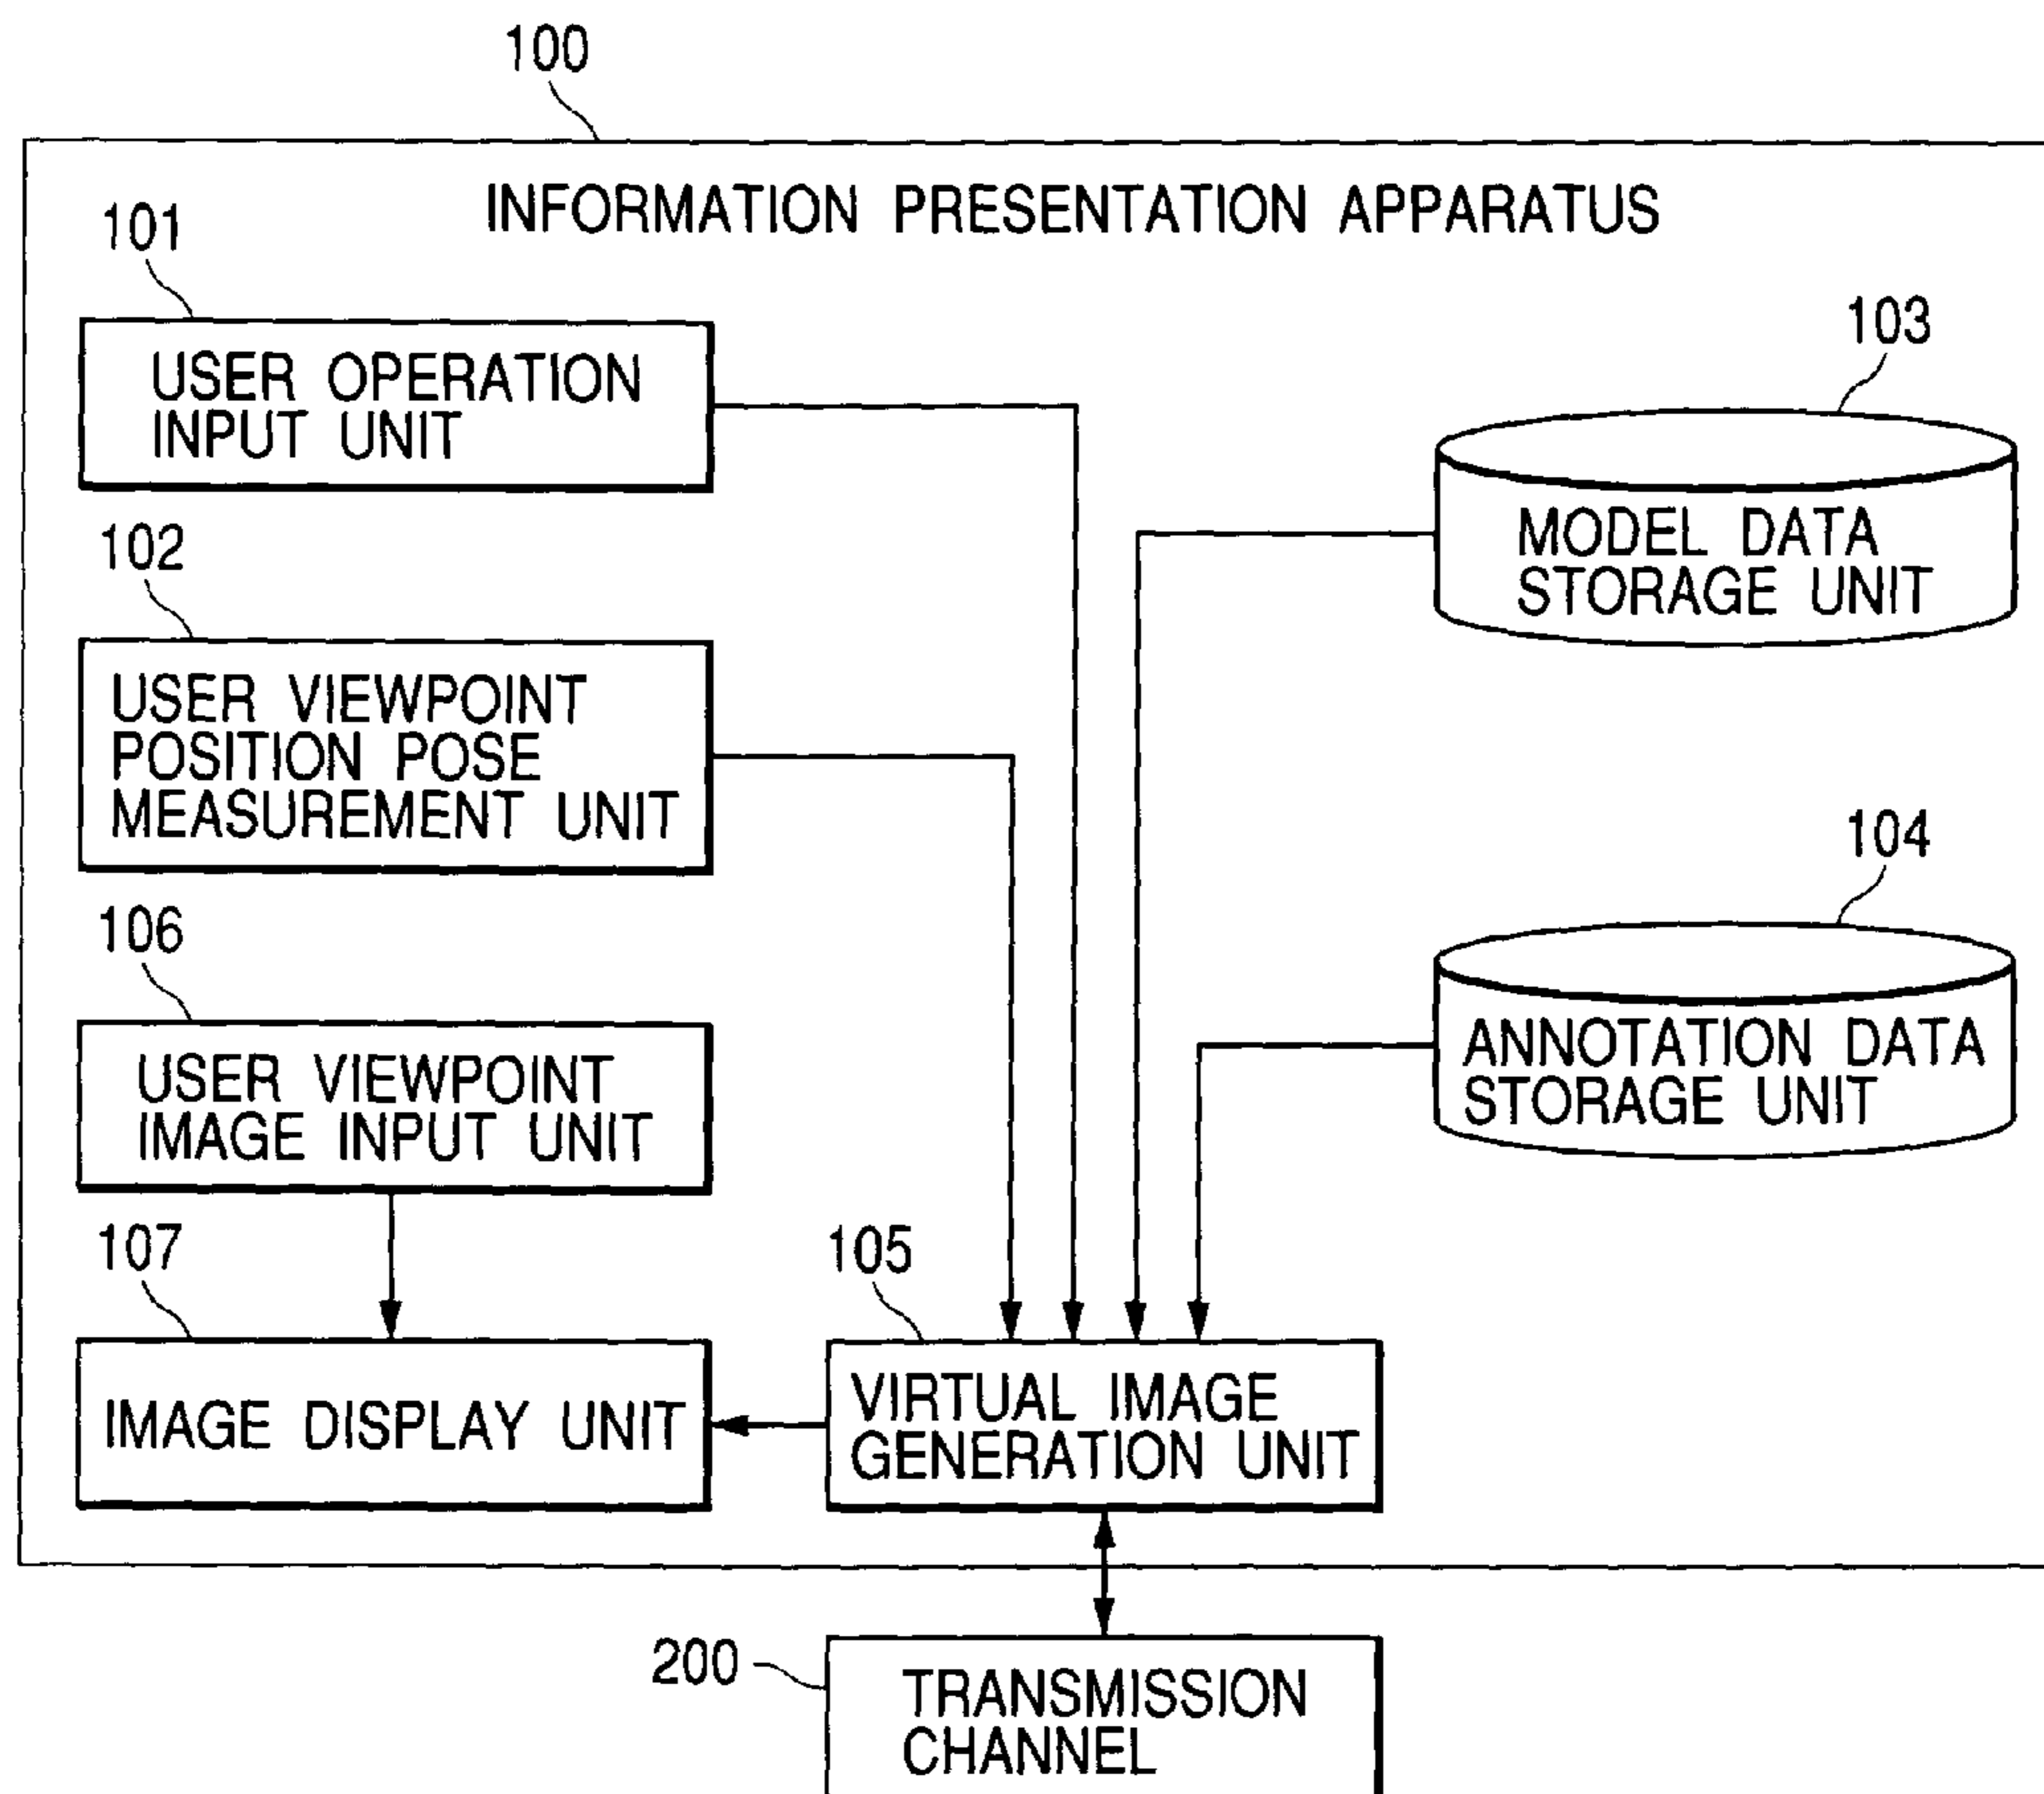 100
INFORMATION PRESENTATION APPARATUS
101
USER OPERATION
INPUT UNIT
103
MODEL DATA
STORAGE UNIT
102
USER VIEWPOINT
POSITION POSE
MEASUREMENT UNIT
104
ANNOTATION DATA
STORAGE UNIT
106
USER VIEWPOINT
IMAGE INPUT UNIT
107
IMAGE DISPLAY UNIT
105
VIRTUAL IMAGE
GENERATION UNIT
200
TRANSMISSION
CHANNEL